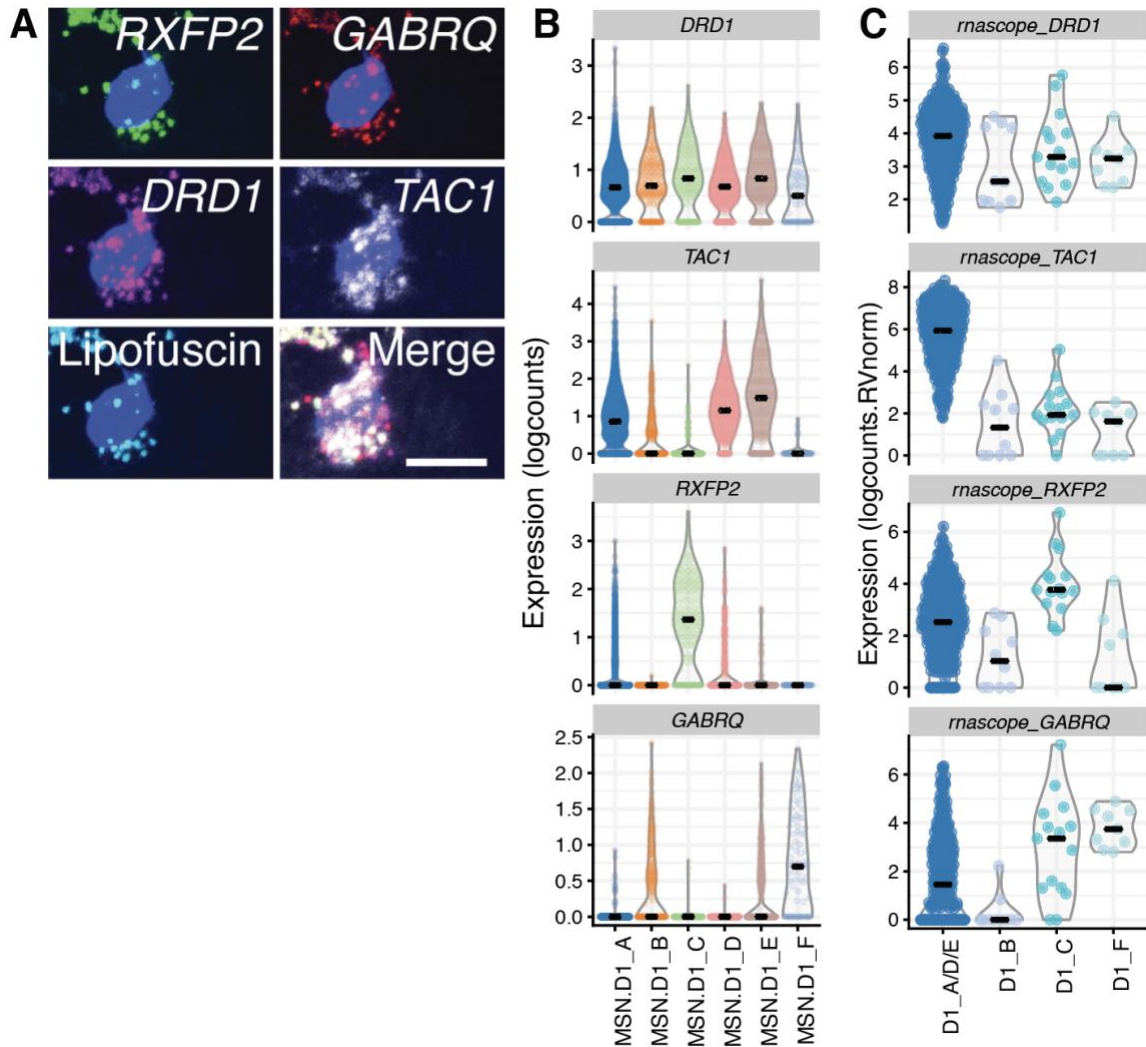 A
RXFP2
GABRQ
DRD1
TAC1
Lipofuscin
Merge
B
Expression (logcounts)
DRD1
3
2
1
0
TAC1
4
3
2
1
0
RXFP2
3
2
1
0
GABRQ
2.5
2.0
1.5
1.0
0.5
0.0
MSN.D1_A
MSN.D1_B
MSN.D1_C
MSN.D1_D
MSN.D1_E
MSN.D1_F
C
Expression (logcounts.RVnorm)
rnascope_DRD1
6
5
4
3
2
rnascope_TAC1
8
6
4
2
0
rnascope_RXFP2
6
4
2
0
rnascope_GABRQ
6
4
2
0
D1_A/D/E
D1_B
D1_C
D1_F